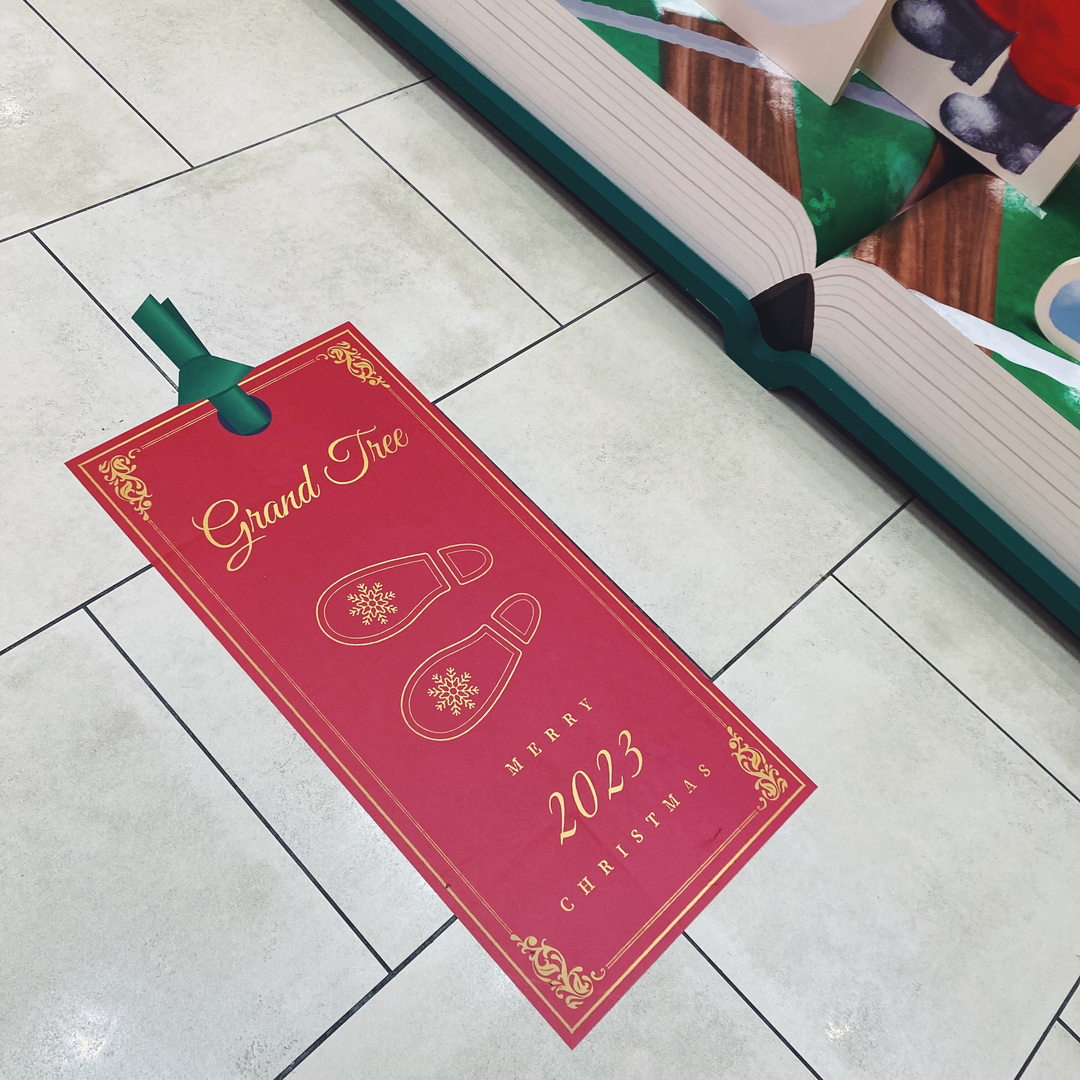 Grand Tree
MERRY
2023
CHRISTMAS